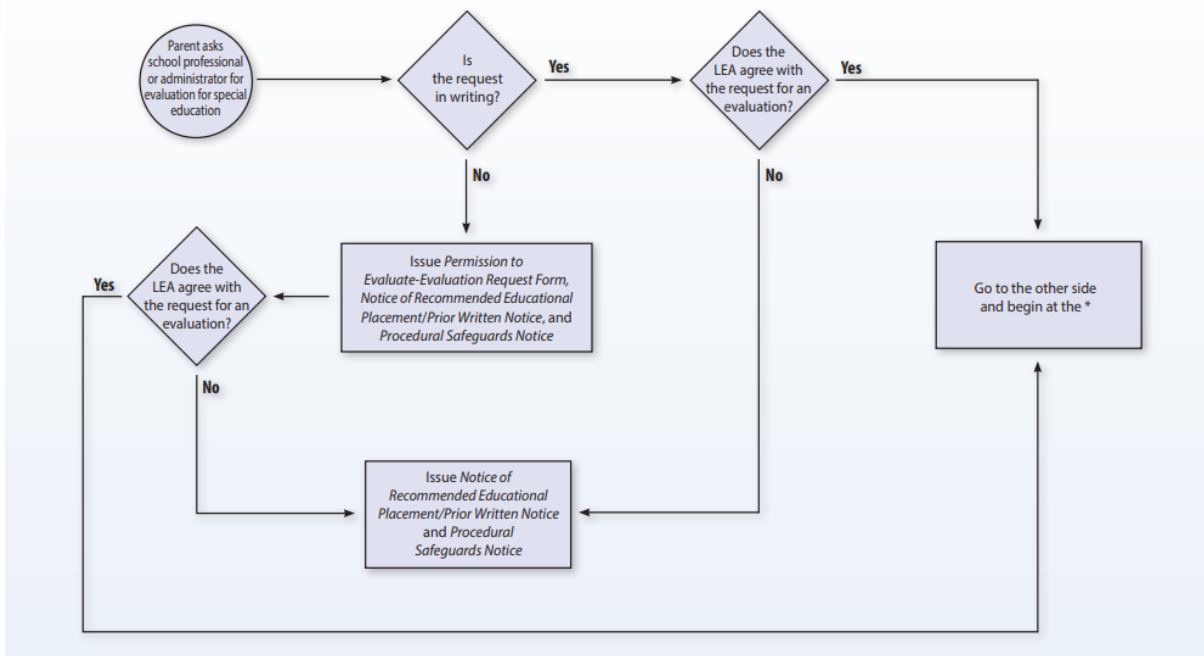 Parent asks
school professional
or administrator for
evaluation for special
education
Is
the request
in writing?
Yes
Does the
LEA agree with
the request for an
evaluation?
Yes
No
No
Issue Permission to
Evaluate-Evaluation Request Form,
Notice of Recommended Educational
Placement/Prior Written Notice, and
Procedural Safeguards Notice
Go to the other side
and begin at the *
Does the
LEA agree with
the request for an
evaluation?
Yes
No
Issue Notice of
Recommended Educational
Placement/Prior Written Notice
and Procedural
Safeguards Notice